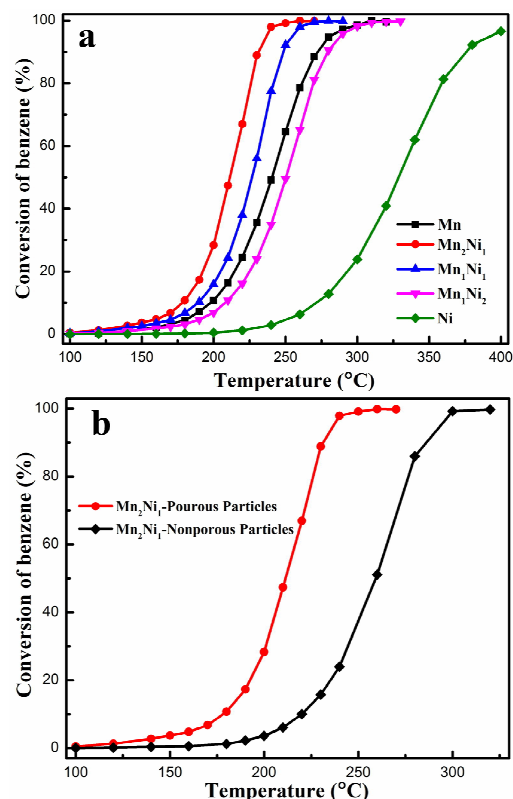 a
Conversion of benzene (%)
100
80
60
40
20
0
Mn
Mn₂Ni₁
Mn₁Ni₁
Mn₁Ni₂
Ni
100 150 200 250 300 350 400
Temperature (°C)
b
Conversion of benzene (%)
100
80
60
40
20
0
Mn₂Ni₁-Pourous Particles
Mn₂Ni₁-Nonporous Particles
100 150 200 250 300
Temperature (°C)